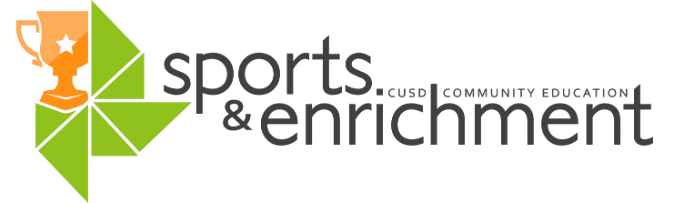 sports
CUSD COMMUNITY EDUCATION
& enrichment